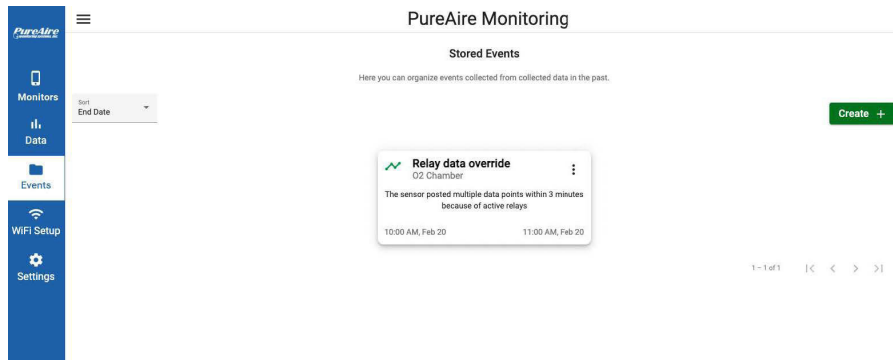 PureAire
PureAire Monitoring
Stored Events
Here you can organize events collected from collected data in the past.
Monitors
Data
Events
WiFi Setup
Settings
Sort
End Date
Create +
Relay data override
O2 Chamber
The sensor posted multiple data points within 3 minutes
because of active relays
10:00 AM, Feb 20
11:00 AM, Feb 20
1 – 1 of 1